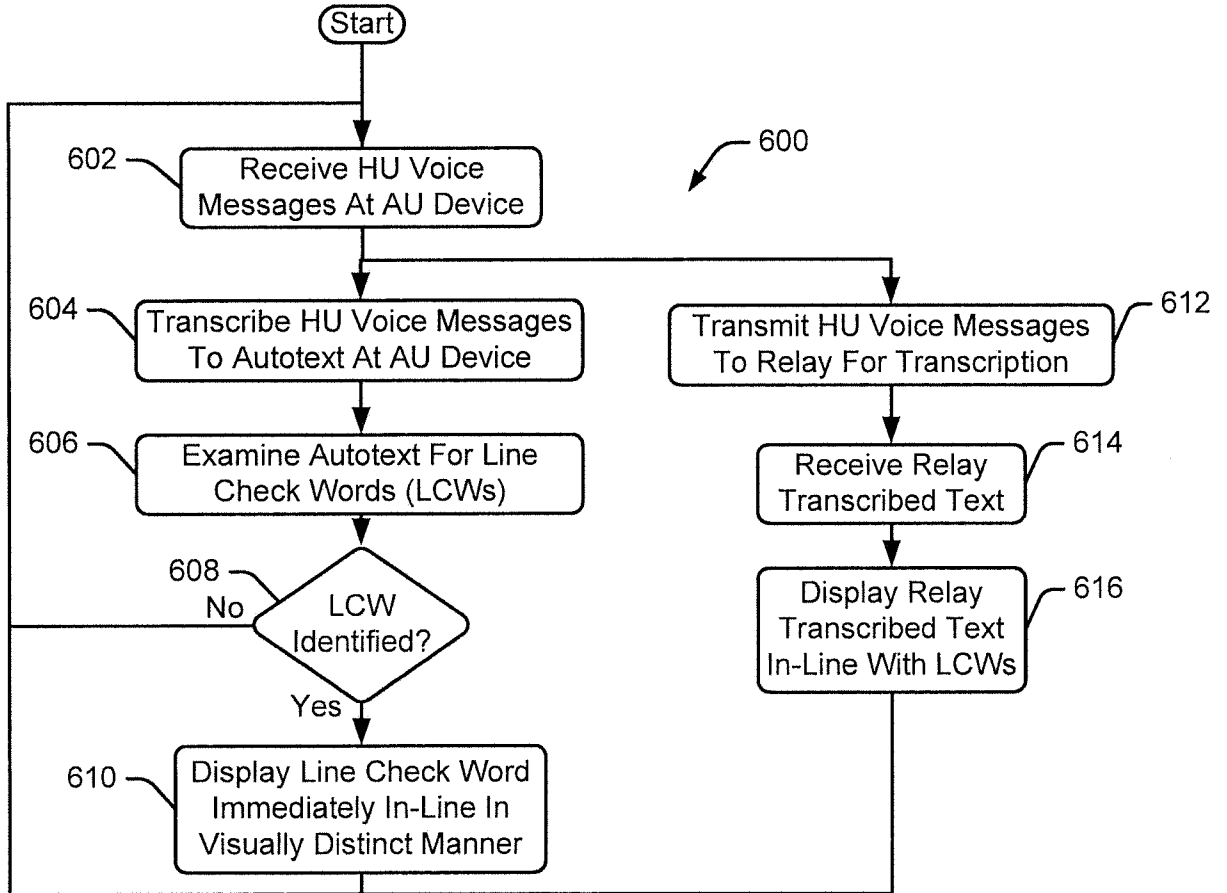 Start
600
602
Receive HU Voice
Messages At AU Device
604
Transcribe HU Voice Messages
To Autotext At AU Device
612
Transmit HU Voice Messages
To Relay For Transcription
606
Examine Autotext For Line
Check Words (LCWs)
614
Receive Relay
Transcribed Text
608
LCW
Identified?
No
Yes
616
Display Relay
Transcribed Text
In-Line With LCWs
610
Display Line Check Word
Immediately In-Line In
Visually Distinct Manner